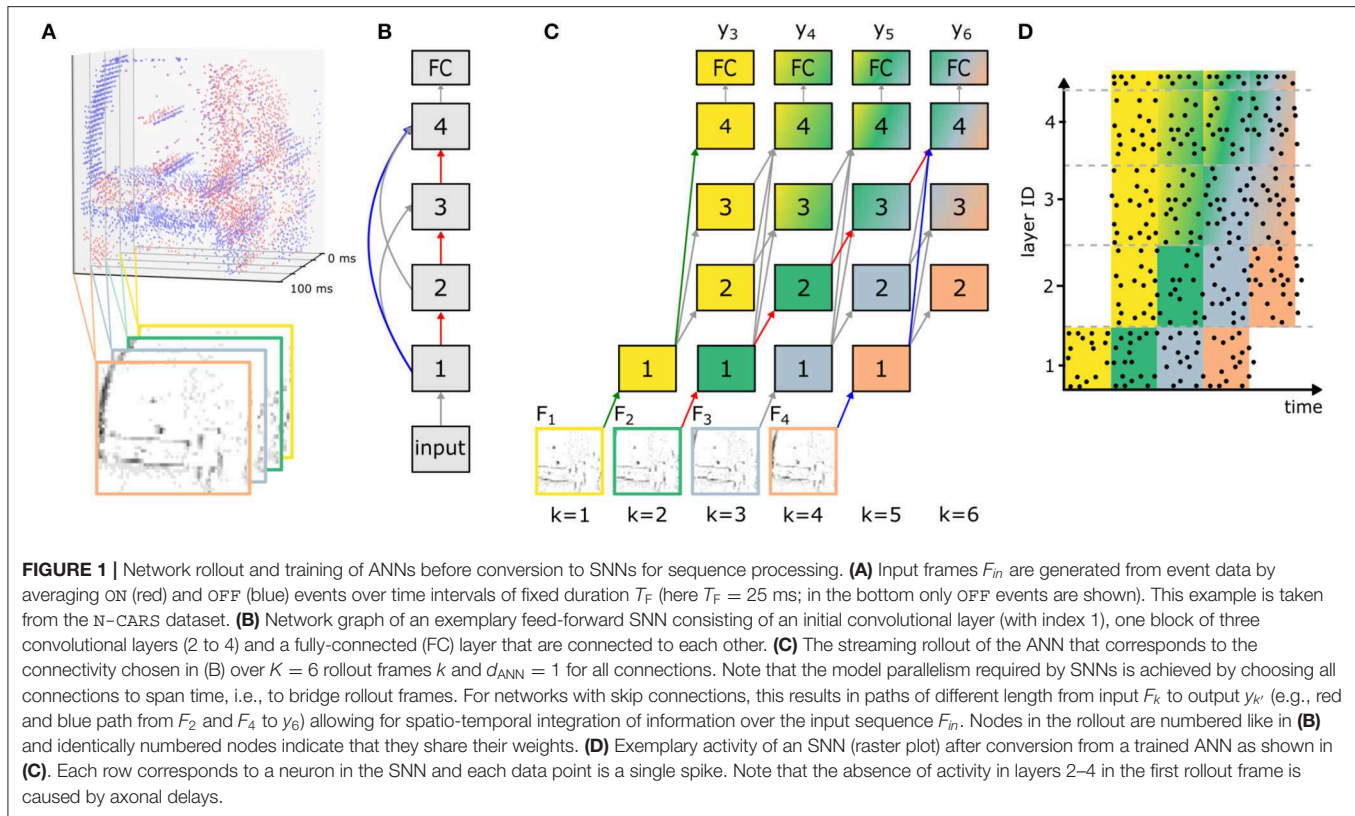 A
B
C
D
0 ms
100 ms
FC
4
3
2
1
input
y3 y4 y5 y6
FC FC FC FC
4 4 4 4
3 3 3 3
2 2 2 2
1 1 1 1
F1 F2 F3 F4
k=1 k=2 k=3 k=4 k=5 k=6
layer ID
4
3
2
1
time
FIGURE 1 | Network rollout and training of ANNs before conversion to SNNs for sequence processing. (A) Input frames Fin are generated from event data by
averaging ON (red) and OFF (blue) events over time intervals of fixed duration TF (here TF = 25 ms; in the bottom only OFF events are shown). This example is taken
from the N-CARS dataset. (B) Network graph of an exemplary feed-forward SNN consisting of an initial convolutional layer (with index 1), one block of three
convolutional layers (2 to 4) and a fully-connected (FC) layer that are connected to each other. (C) The streaming rollout of the ANN that corresponds to the
connectivity chosen in (B) over K = 6 rollout frames k and dANN = 1 for all connections. Note that the model parallelism required by SNNs is achieved by choosing all
connections to span time, i.e., to bridge rollout frames. For networks with skip connections, this results in paths of different length from input Fk to output yk′ (e.g., red
and blue path from F2 and F4 to y6) allowing for spatio-temporal integration of information over the input sequence Fin. Nodes in the rollout are numbered like in (B)
and identically numbered nodes indicate that they share their weights. (D) Exemplary activity of an SNN (raster plot) after conversion from a trained ANN as shown in
(C). Each row corresponds to a neuron in the SNN and each data point is a single spike. Note that the absence of activity in layers 2–4 in the first rollout frame is
caused by axonal delays.